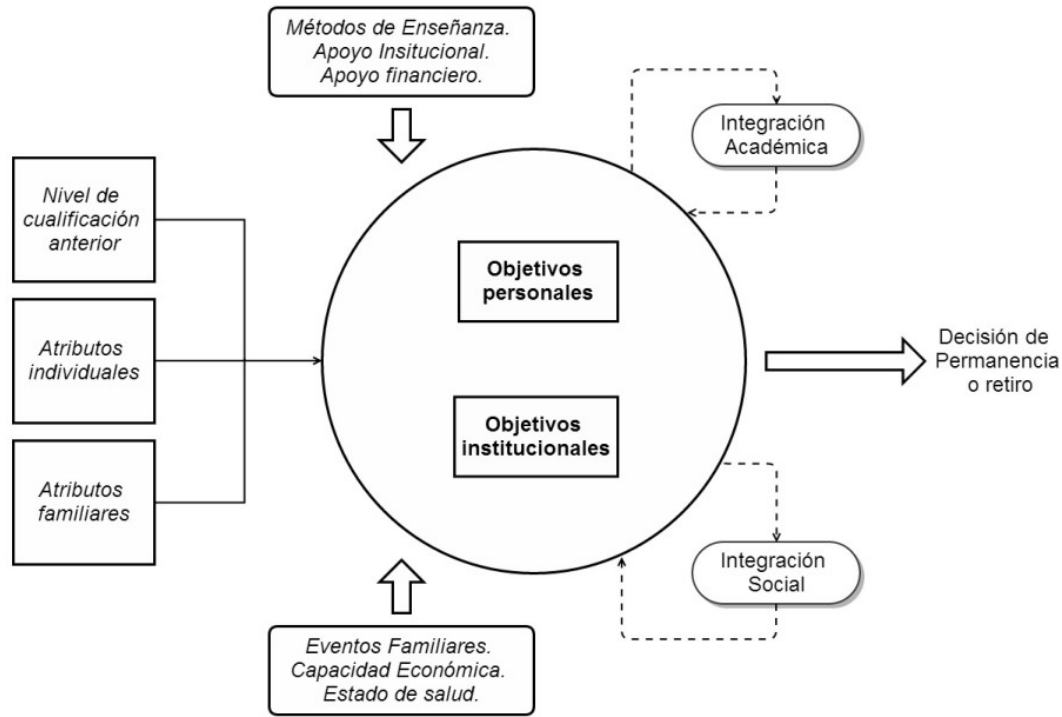 Métodos de Enseñanza.
Apoyo Insitucional.
Apoyo financiero.
Integración
Académica
Nivel de
cualificación
anterior
Objetivos
personales
Atributos
individuales
Decisión de
Permanencia
o retiro
Objetivos
institucionales
Atributos
familiares
Integración
Social
Eventos Familiares.
Capacidad Económica.
Estado de salud.